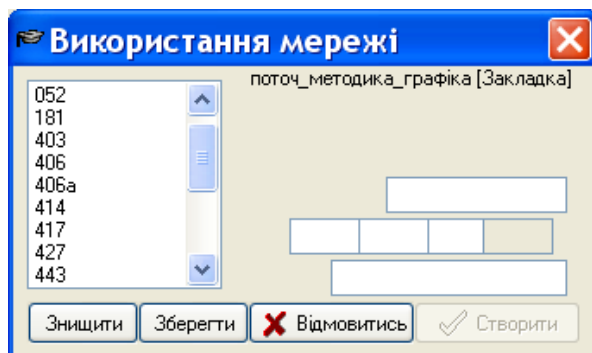 Використання мережі
поточ_методика_графіка [Закладка]
052
181
403
406
406а
414
417
427
443
Знищити Зберегти Відмовитись Створити